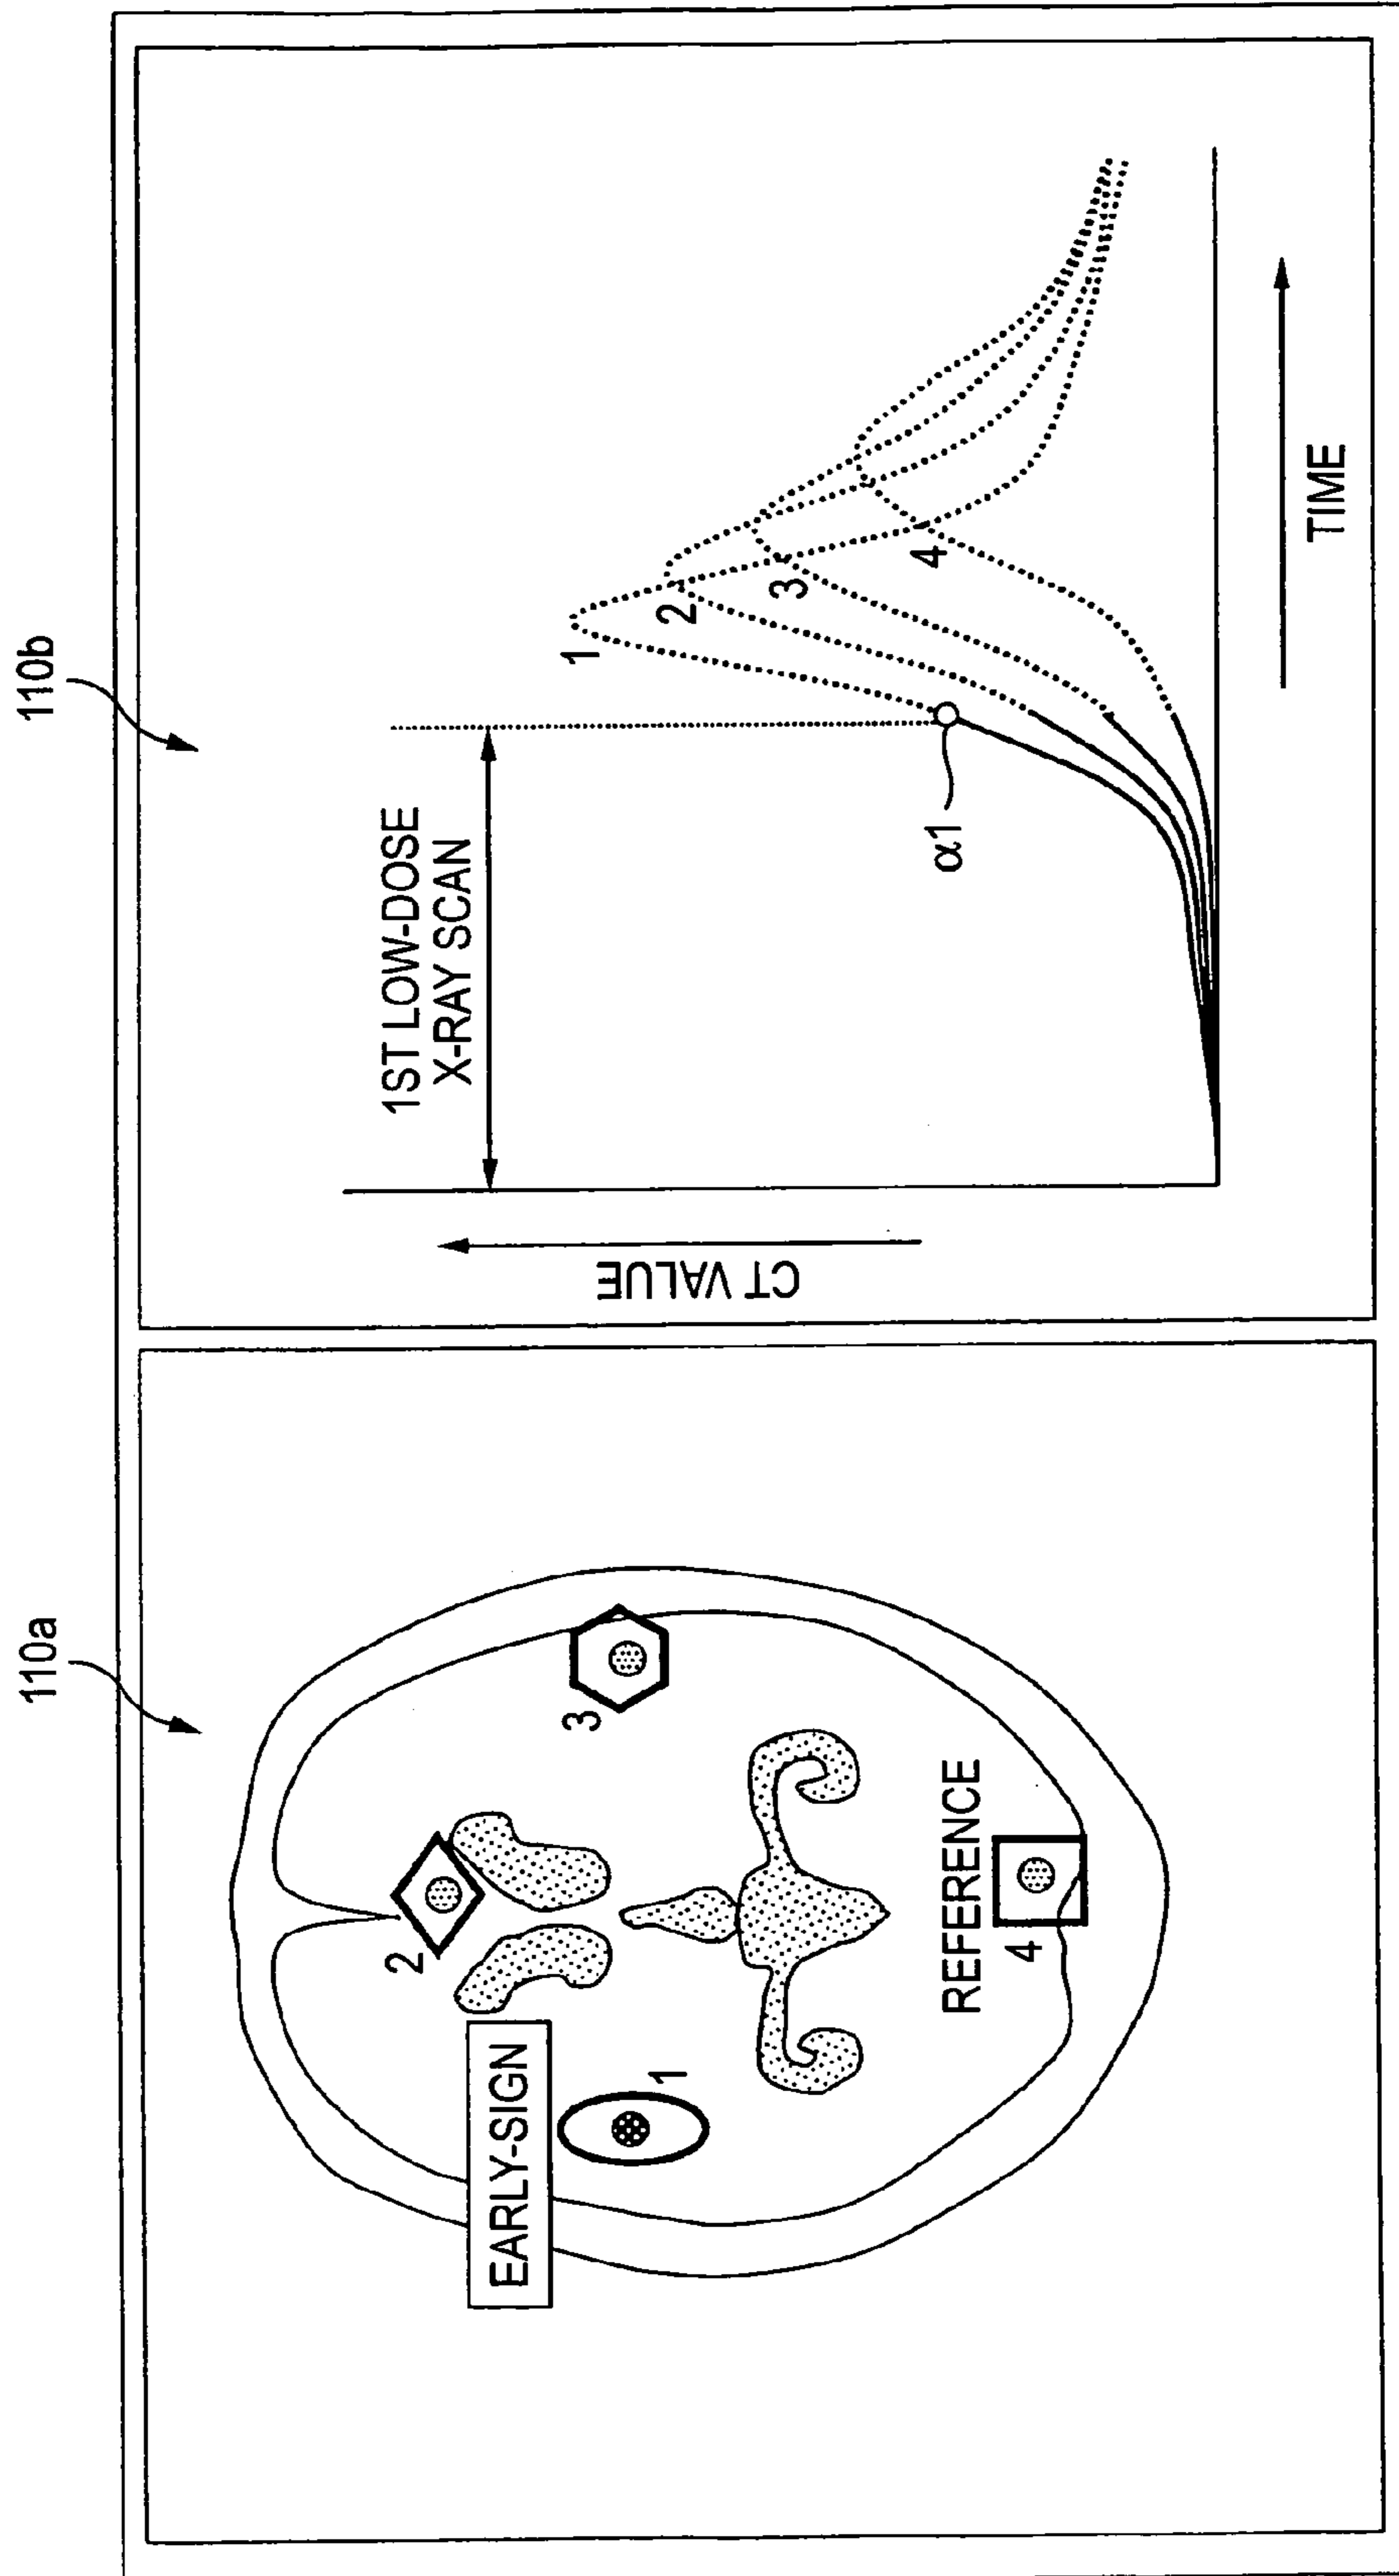 110a
110b
EARLY-SIGN
1
2
3
REFERENCE
4
CT VALUE
1ST LOW-DOSE
X-RAY SCAN
α1
1
2
3
4
TIME